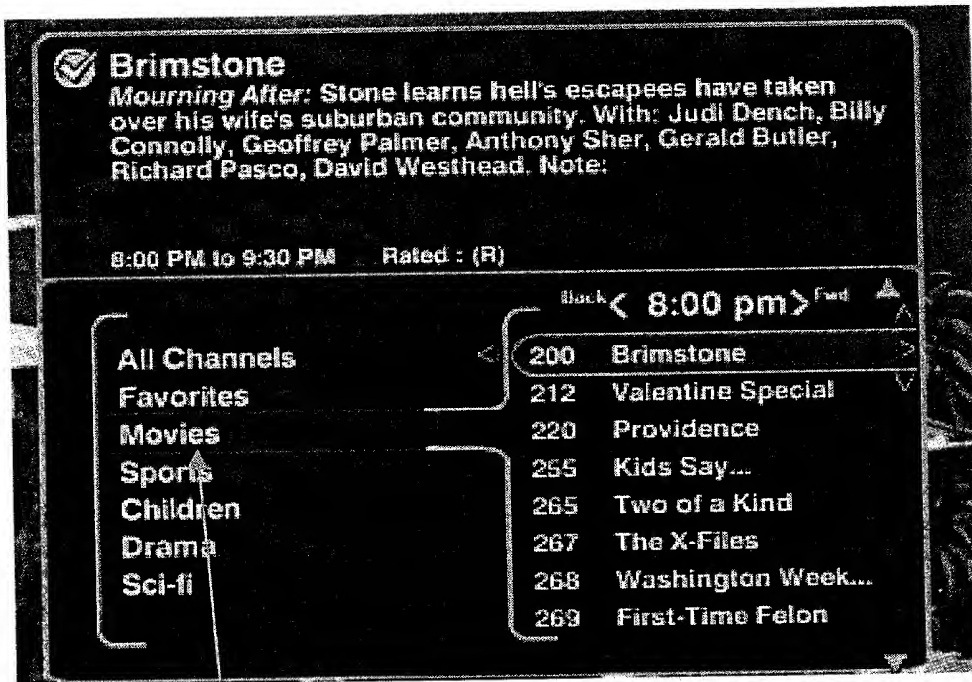 Brimstone
Mourning After: Stone learns hell's escapees have taken
over his wife's suburban community. With: Judi Dench, Billy
Connolly, Geoffrey Palmer, Anthony Sher, Gerald Butler,
Richard Pasco, David Westhead. Note:
8:00 PM to 9:30 PM Rated : (R)
Back < 8:00 pm > Fwd
All Channels
Favorites
Movies
Sports
Children
Drama
Sci-fi
< 200 Brimstone >
212 Valentine Special
220 Providence
255 Kids Say...
265 Two of a Kind
267 The X-Files
268 Washington Week...
269 First-Time Felon